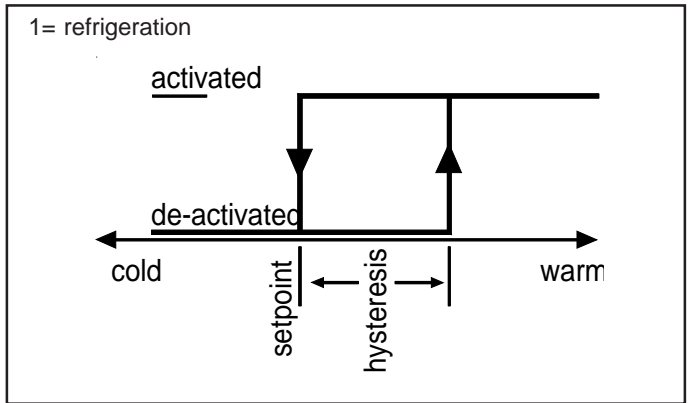 1= refrigeration
activated
de-activated
cold
warm
setpoint
hysteresis